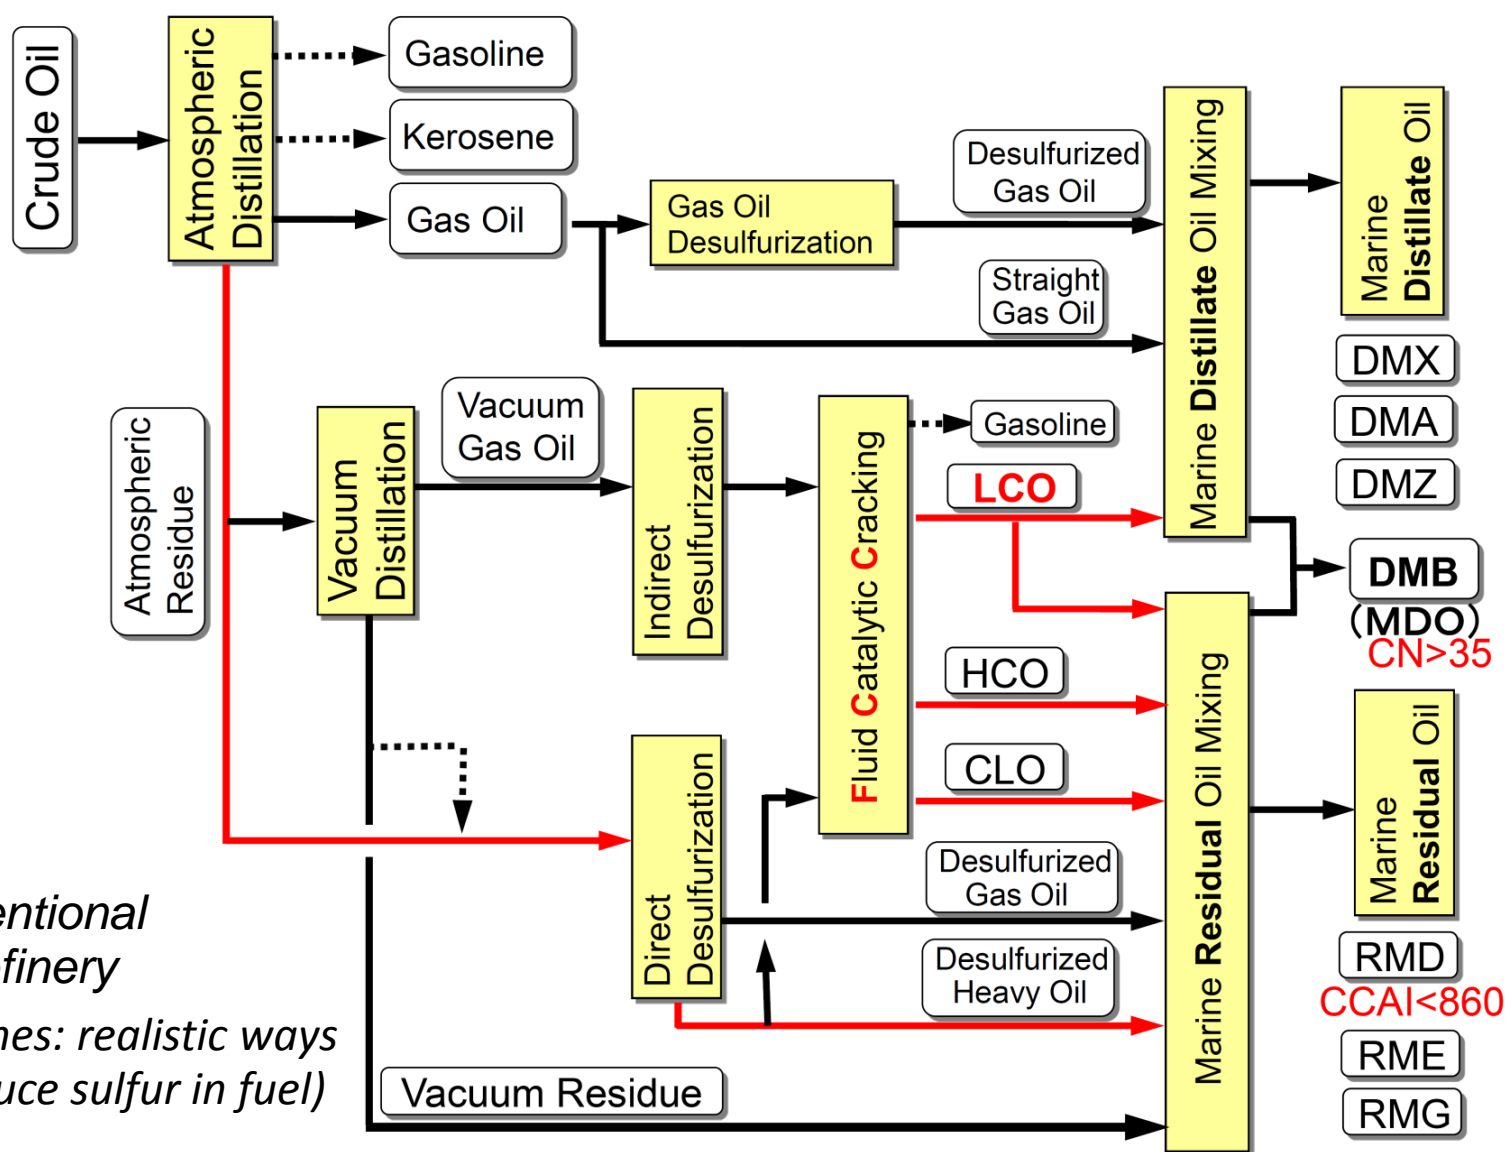 Crude Oil
Atmospheric
Distillation
Gasoline
Kerosene
Gas Oil
Gas Oil
Desulfurization
Desulfurized
Gas Oil
Straight
Gas Oil
Marine Distillate Oil Mixing
Marine
Distillate Oil
DMX
DMA
DMZ
DMB
(MDO)
CN>35
Atmospheric
Residue
Vacuum
Distillation
Vacuum
Gas Oil
Indirect
Desulfurization
Fluid Catalytic Cracking
Gasoline
LCO
HCO
CLO
Direct
Desulfurization
Desulfurized
Gas Oil
Desulfurized
Heavy Oil
Vacuum Residue
Marine Residual Oil Mixing
Marine
Residual Oil
RMD
CCAI<860
RME
RMG
entional
finery
nes: realistic ways
uce sulfur in fuel)